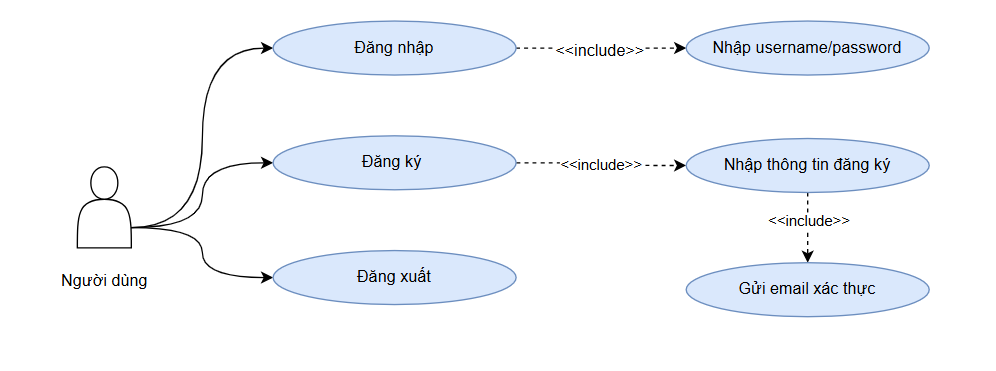 Đăng nhập
<<include>>
Nhập username/password
Đăng ký
<<include>>
Nhập thông tin đăng ký
<<include>>
Người dùng
Đăng xuất
Gửi email xác thực